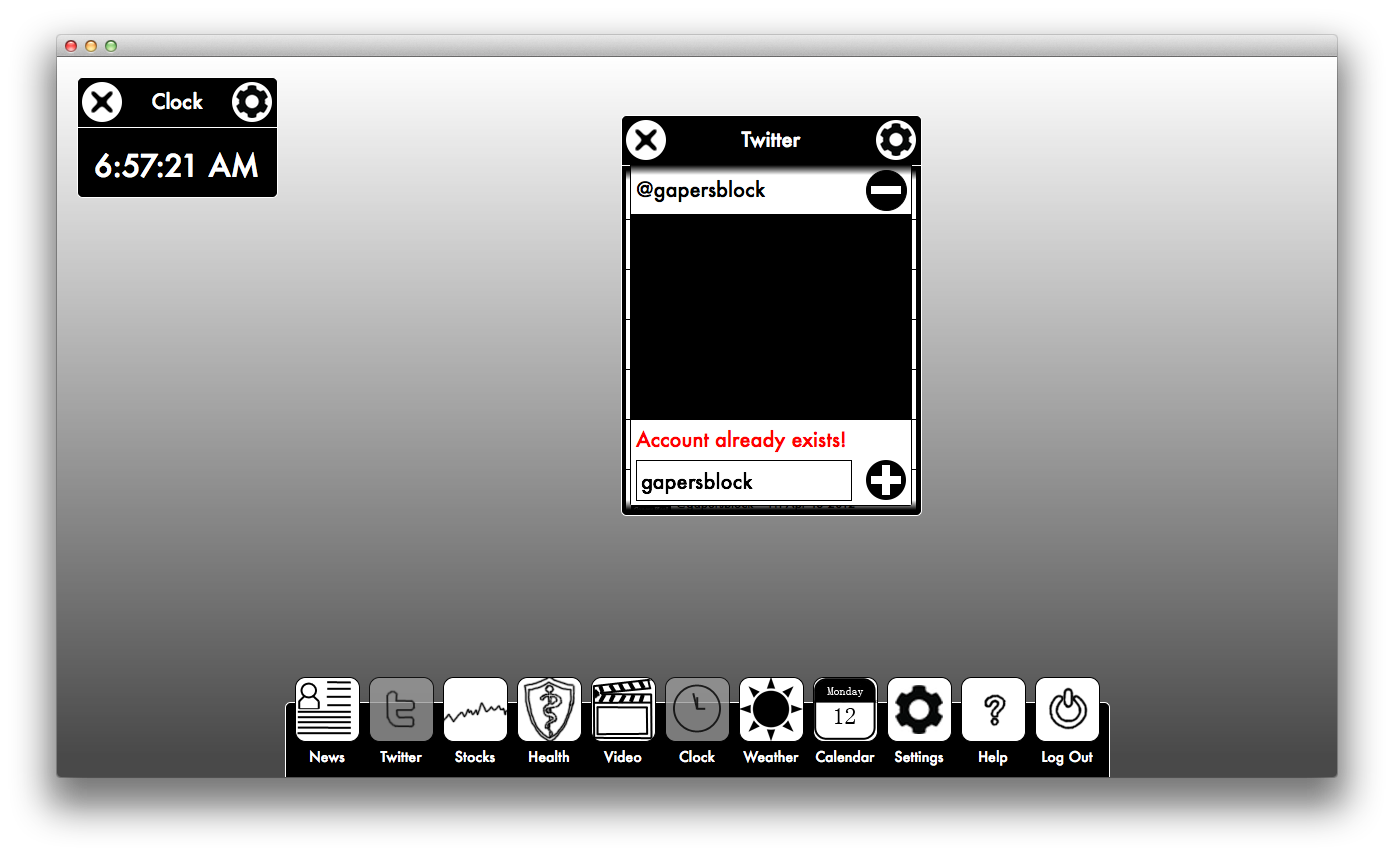 Clock
6:57:21 AM
Twitter
@gapersblock
Account already exists!
gapersblock
Monday
12
?
News
Twitter
Stocks
Health
Video
Clock
Weather
Calendar
Settings
Help
Log Out